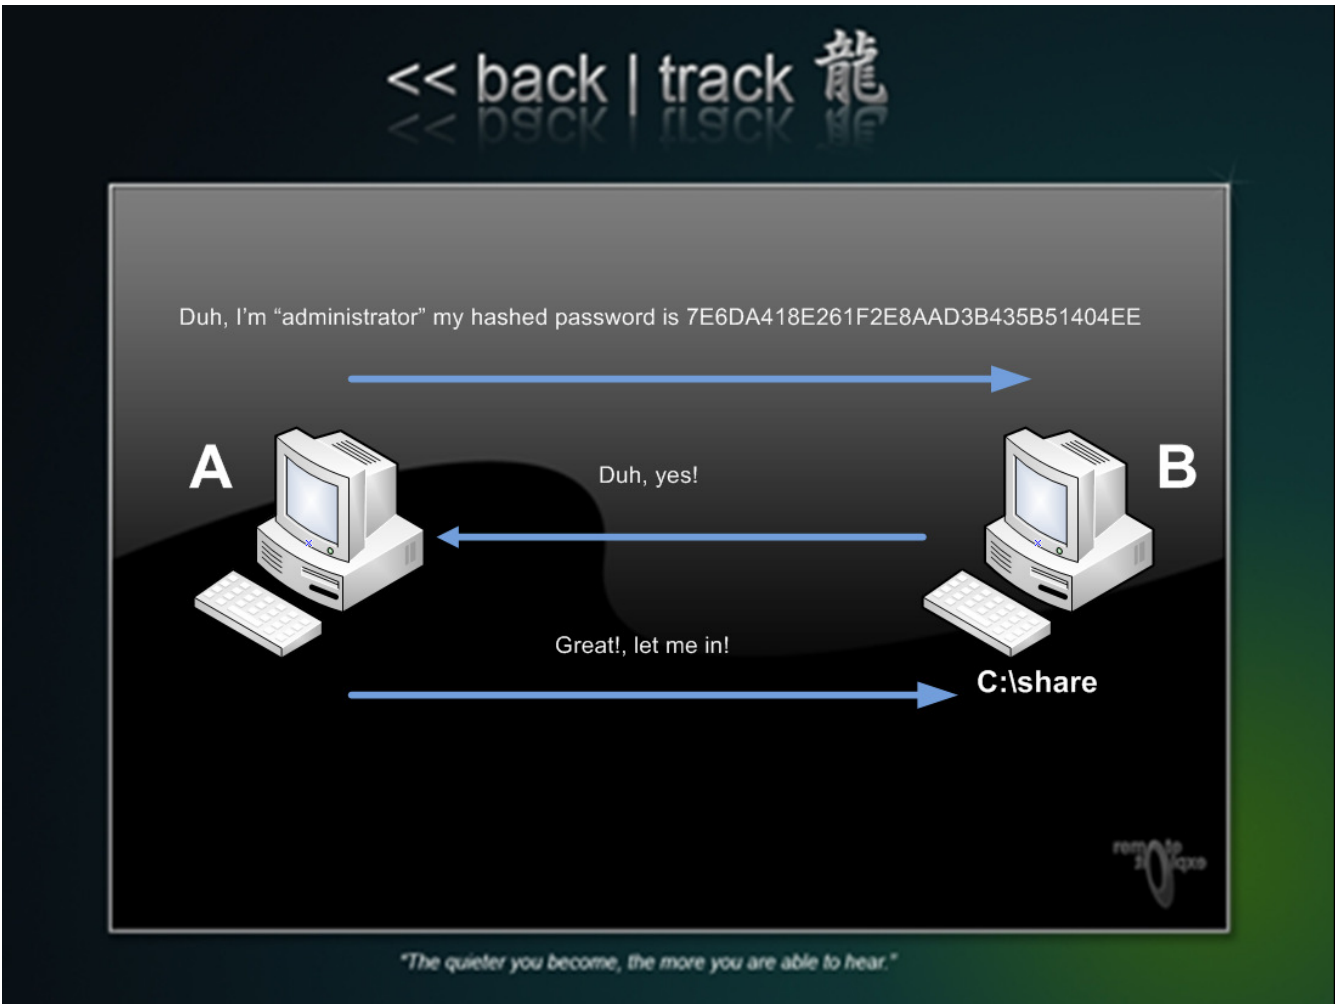 << back | track 龍
Duh, I’m “administrator” my hashed password is 7E6DA418E261F2E8AAD3B435B51404EE
A
B
Duh, yes!
Great!, let me in!
C:\share
"The quieter you become, the more you are able to hear."